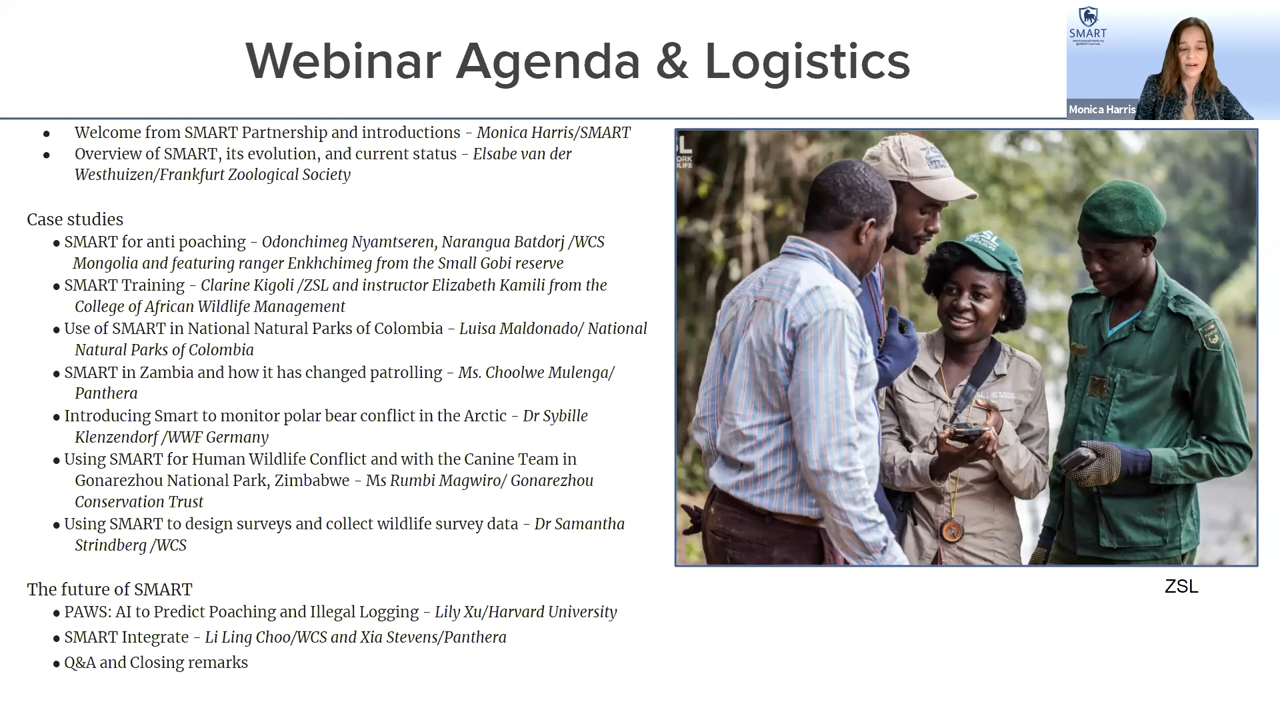 Webinar Agenda & Logistics
SMART
Monica Harris
● Welcome from SMART Partnership and introductions - Monica Harris/SMART
● Overview of SMART, its evolution, and current status - Elsabe van der
Westhuizen/Frankfurt Zoological Society
Case studies
● SMART for anti poaching - Odonchimeg Nyamtseren, Narangua Batdorj /WCS
Mongolia and featuring ranger Enkhchimeg from the Small Gobi reserve
● SMART Training - Clarine Kigoli /ZSL and instructor Elizabeth Kamili from the
College of African Wildlife Management
● Use of SMART in National Natural Parks of Colombia - Luisa Maldonado/ National
Natural Parks of Colombia
● SMART in Zambia and how it has changed patrolling - Ms. Choolwe Mulenga/
Panthera
● Introducing Smart to monitor polar bear conflict in the Arctic - Dr Sybille
Klenzendorf /WWF Germany
● Using SMART for Human Wildlife Conflict and with the Canine Team in
Gonarezhou National Park, Zimbabwe - Ms Rumbi Magwiro/ Gonarezhou
Conservation Trust
● Using SMART to design surveys and collect wildlife survey data - Dr Samantha
Strindberg /WCS
The future of SMART
● PAWS: AI to Predict Poaching and Illegal Logging - Lily Xu/Harvard University
● SMART Integrate - Li Ling Choo/WCS and Xia Stevens/Panthera
● Q&A and Closing remarks
ZSL